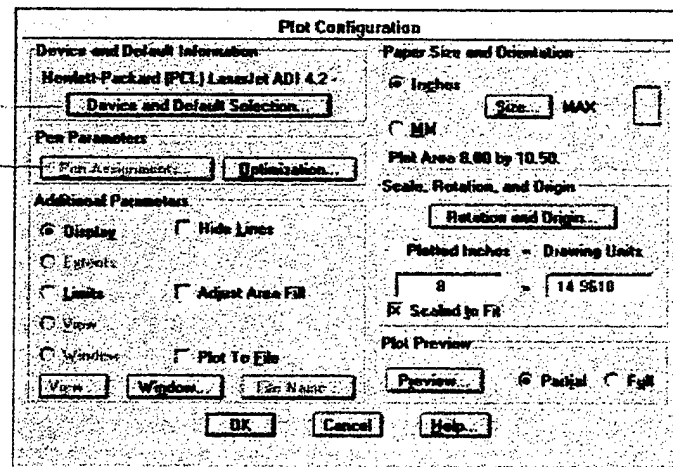 Plot Configuration
Device and Default Information
Hewlett-Packard (PCL) LaserJet ADI 4.2 -
Device and Default Selection...
Pen Parameters
Pen Assignments...
Optimization...
Additional Parameters
Display
Hide Lines
Extents
Limits
Adjust Area Fill
View
Window
Plot To File
View...
Window...
File Name...
Paper Size and Orientation
Inches
Size...
MAX
MM
Plot Area 8.00 by 10.50.
Scale, Rotation, and Origin
Rotation and Origin...
Plotted Inches = Drawing Units
8 = 14.9618
Scaled to Fit
Plot Preview
Preview...
Partial
Full
OK
Cancel
Help...